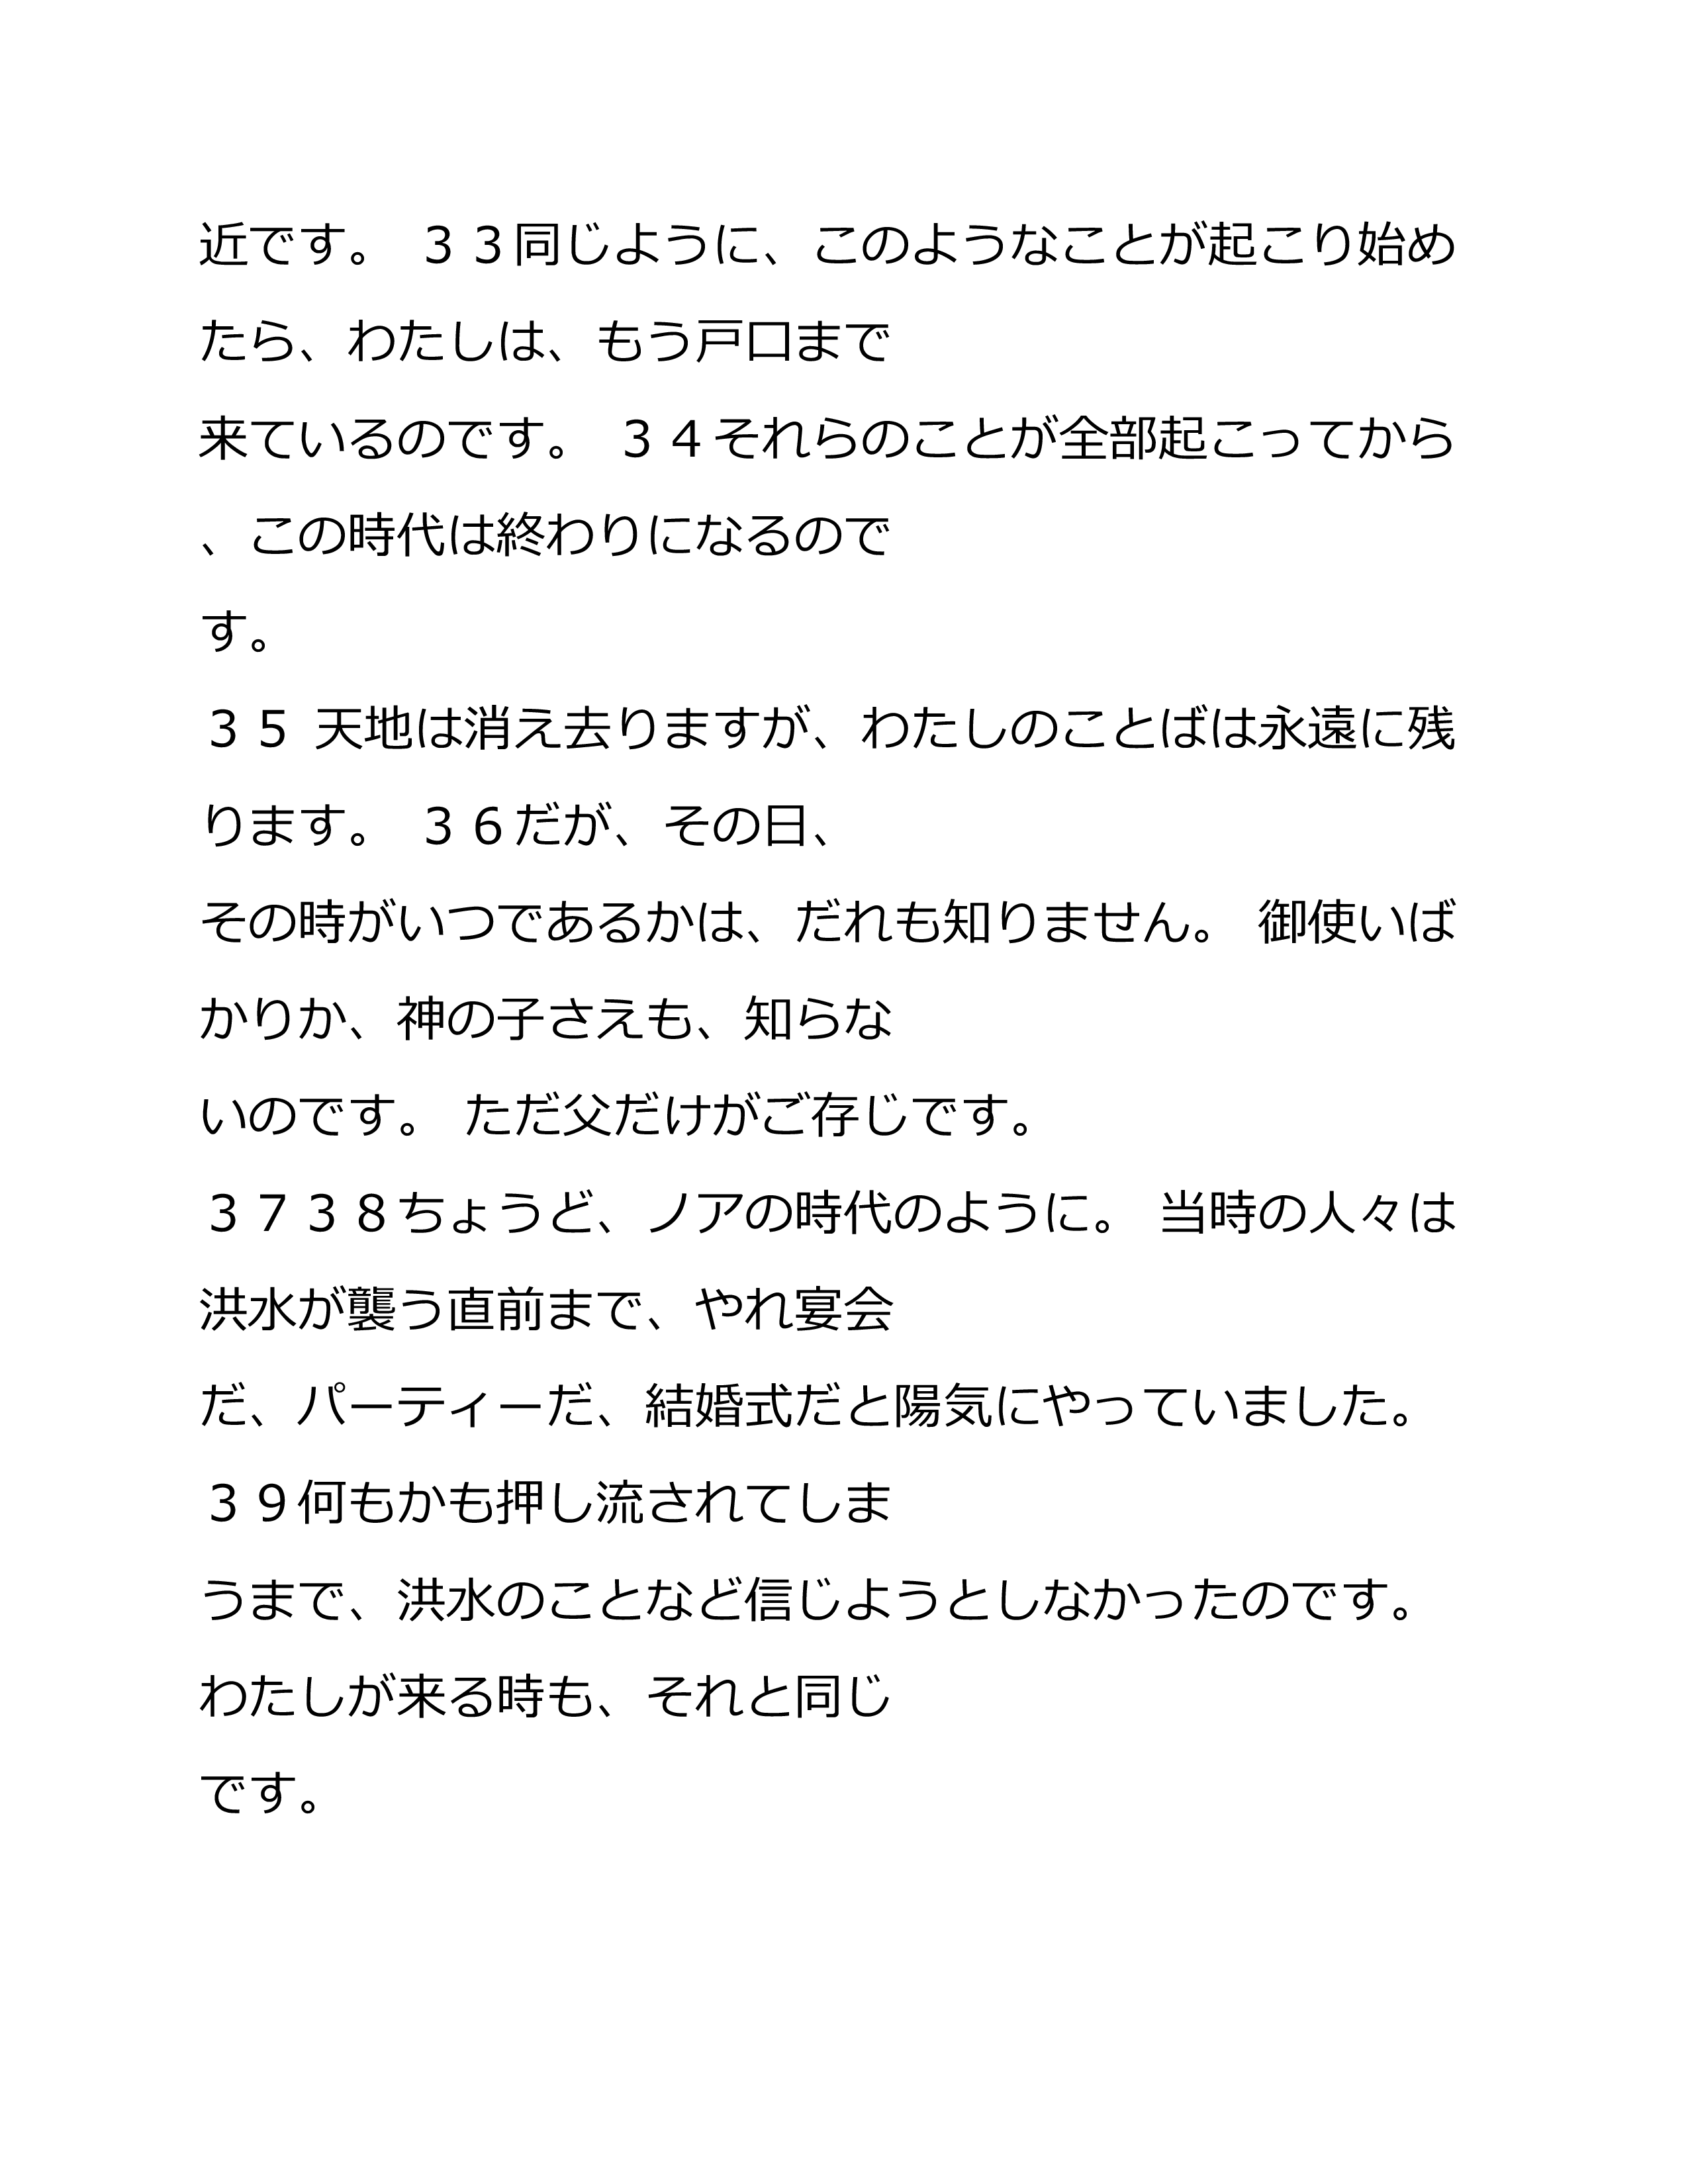 近です。 ３３同じように、このようなことが起こり始め
たら、わたしは、もう戸口まで
来ているのです。 ３４それらのことが全部起こってから
、この時代は終わりになるので
す。
３５ 天地は消え去りますが、わたしのことばは永遠に残
ります。 ３６だが、その日、
その時がいつであるかは、だれも知りません。 御使いば
かりか、神の子さえも、知らな
いのです。 ただ父だけがご存じです。
３７３８ちょうど、ノアの時代のように。 当時の人々は
洪水が襲う直前まで、やれ宴会
だ、パーティーだ、結婚式だと陽気にやっていました。
３９何もかも押し流されてしま
うまで、洪水のことなど信じようとしなかったのです。
わたしが来る時も、それと同じ
です。